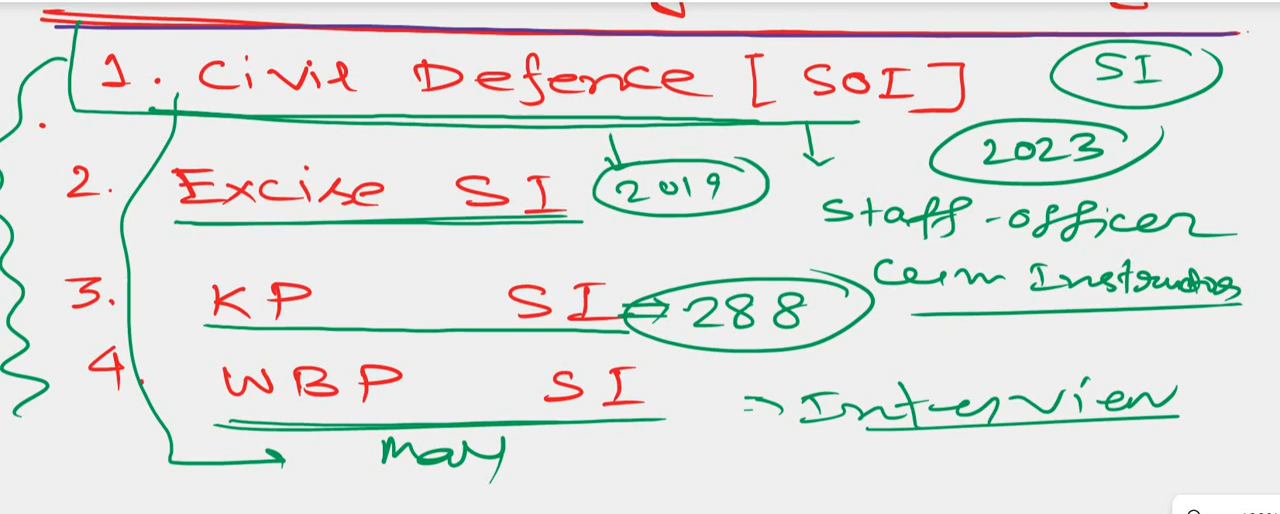 1. Civil Defence [SOI] SI
2023
2. Excise SI 2019
Staff-officer
Cum Instructor
3. KP SI ⇒ 288
4. WBP SI ⇒ Interview
May